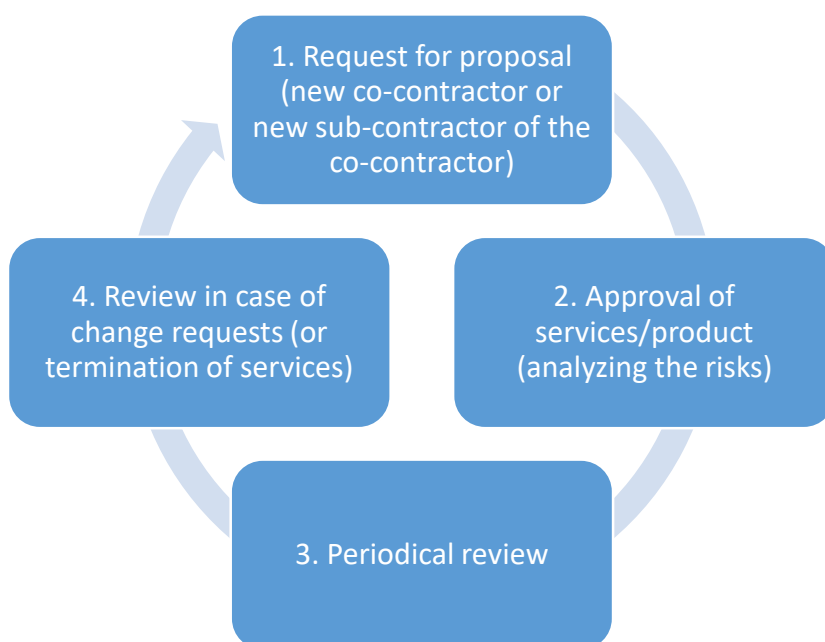 1. Request for proposal
(new co-contractor or
new sub-contractor of the
co-contractor)
2. Approval of
services/product
(analyzing the risks)
3. Periodical review
4. Review in case of
change requests (or
termination of services)